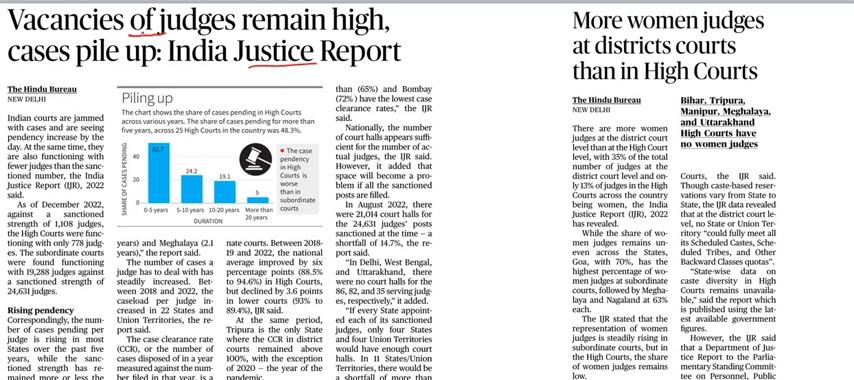 Vacancies of judges remain high,
cases pile up: India Justice Report
The Hindu Bureau
NEW DELHI
Indian courts are jammed
with cases and are seeing
pendency increase by the
day. At the same time, they
are also functioning with
fewer judges than the sanc-
tioned number, the India
Justice Report (IJR), 2022
said.
As of December 2022,
against a sanctioned
strength of 1,108 judges,
the High Courts were func-
tioning with only 778 judg-
es. The subordinate courts
were found functioning
with 19,288 judges against
a sanctioned strength of
24,631 judges.
Rising pendency
Correspondingly, the num-
ber of cases pending per
judge is rising in most
States over the past five
years, while the sanc-
tioned strength has re-
mained more or less the
Piling up
The chart shows the share of cases pending in High Courts
across various years. The share of cases pending for more than
five years, across 25 High Courts in the country was 48.3%.
SHARE OF CASES PENDING
40
20
0
51.7
24.2
19.1
5
0-5 years
5-10 years
10-20 years
More than
20 years
DURATION
The case
pendency
in High
Courts is
worse
than in
subordinate
courts
years) and Meghalaya (2.1
years)," the report said.
The number of cases a
judge has to deal with has
steadily increased. Bet-
ween 2018 and 2022, the
caseload per judge in-
creased in 22 States and
Union Territories, the re-
port said.
The case clearance rate
(CCR), or the number of
cases disposed of in a year
measured against the num-
ber filed in that year, is a
nate courts. Between 2018-
19 and 2022, the national
average improved by six
percentage points (88.5%
to 94.6%) in High Courts,
but declined by 3.6 points
in lower courts (93% to
89.4%), IJR said.
At the same period,
Tripura is the only State
where the CCR in district
courts remained above
100%, with the exception
of 2020 – the year of the
pandemic.
than (65%) and Bombay
(72%) have the lowest case
clearance rates," the IJR
said.
Nationally, the number
of court halls appears suffi-
cient for the number of ac-
tual judges, the IJR said.
However, it added that
space will become a pro-
blem if all the sanctioned
posts are filled.
In August 2022, there
were 21,014 court halls for
the 24,631 judges' posts
sanctioned at the time – a
shortfall of 14.7%, the re-
port said.
"In Delhi, West Bengal,
and Uttarakhand, there
were no court halls for the
86, 82, and 35 serving judg-
es, respectively," it added.
"If every State appoint-
ed each of its sanctioned
judges, only four States
and four Union Territories
would have enough court
halls. In 11 States/Union
Territories, there would be
a shortfall of more than
More women judges
at districts courts
than in High Courts
The Hindu Bureau
NEW DELHI
There are more women
judges at the district court
level than at the High Court
level, with 35% of the total
number of judges at the
district court level and on-
ly 13% of judges in the High
Courts across the country
being women, the India
Justice Report (IJR), 2022
has revealed.
While the share of wo-
men judges remains un-
even across the States,
Goa, with 70%, has the
highest percentage of wo-
men judges at subordinate
courts, followed by Megha-
laya and Nagaland at 63%
each.
The IJR stated that the
representation of women
judges is steadily rising in
subordinate courts, but in
the High Courts, the share
of women judges remains
low.
Bihar, Tripura,
Manipur, Meghalaya,
and Uttarakhand
High Courts have
no women judges
Courts, the IJR said.
Though caste-based reser-
vations vary from State to
State, the IJR data revealed
that at the district court le-
vel, no State or Union Ter-
ritory "could fully meet all
its Scheduled Castes, Sche-
duled Tribes, and Other
Backward Classes quotas".
"State-wise data on
caste diversity in High
Courts remains unavaila-
ble," said the report which
is published using the lat-
est available government
figures.
However, the IJR said
that a Department of Jus-
tice Report to the Parlia-
mentary Standing Commit-
tee on Personnel, Public